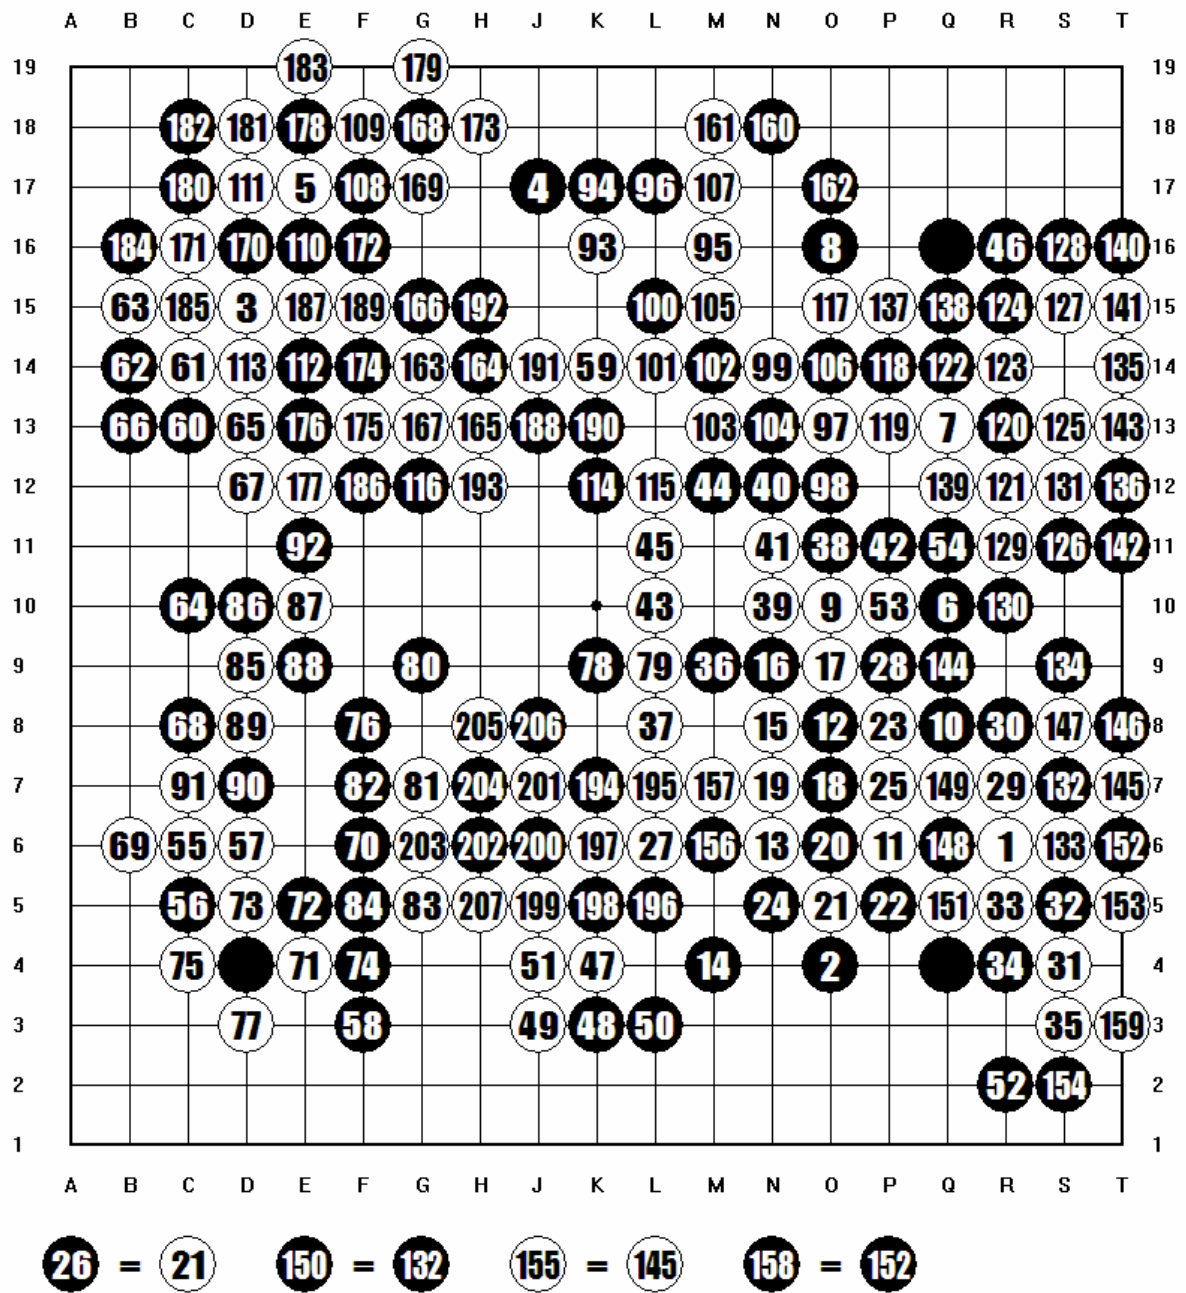 A B C D E F G H J K L M N O P Q R S T
19 183 179 19
18 182 181 178 109 168 173 161 160 18
17 180 111 5 108 169 4 94 96 107 162 17
16 184 171 170 110 172 93 95 8 46 128 140 16
15 63 185 3 187 189 166 192 100 105 117 137 138 124 127 141 15
14 62 61 113 112 174 163 164 191 59 101 102 99 106 118 122 123 135 14
13 66 60 65 176 175 167 165 188 190 103 104 97 119 7 120 125 143 13
12 67 177 186 116 193 114 115 44 40 98 139 121 131 136 12
11 92 45 41 38 42 54 129 126 142 11
10 64 86 87 43 39 9 53 6 130 10
9 85 88 80 78 79 36 16 17 28 144 134 9
8 68 89 76 205 206 37 15 12 23 10 30 147 146 8
7 91 90 82 81 204 201 194 195 157 19 18 25 149 29 132 145 7
6 69 55 57 70 203 202 200 197 27 156 13 20 11 148 1 133 152 6
5 56 73 72 84 83 207 199 198 196 24 21 22 151 33 32 153 5
4 75 71 74 51 47 14 2 34 31 4
3 77 58 49 48 50 35 159 3
2 52 154 2
1 1
A B C D E F G H J K L M N O P Q R S T
26 = 21 150 = 132 155 = 145 158 = 152